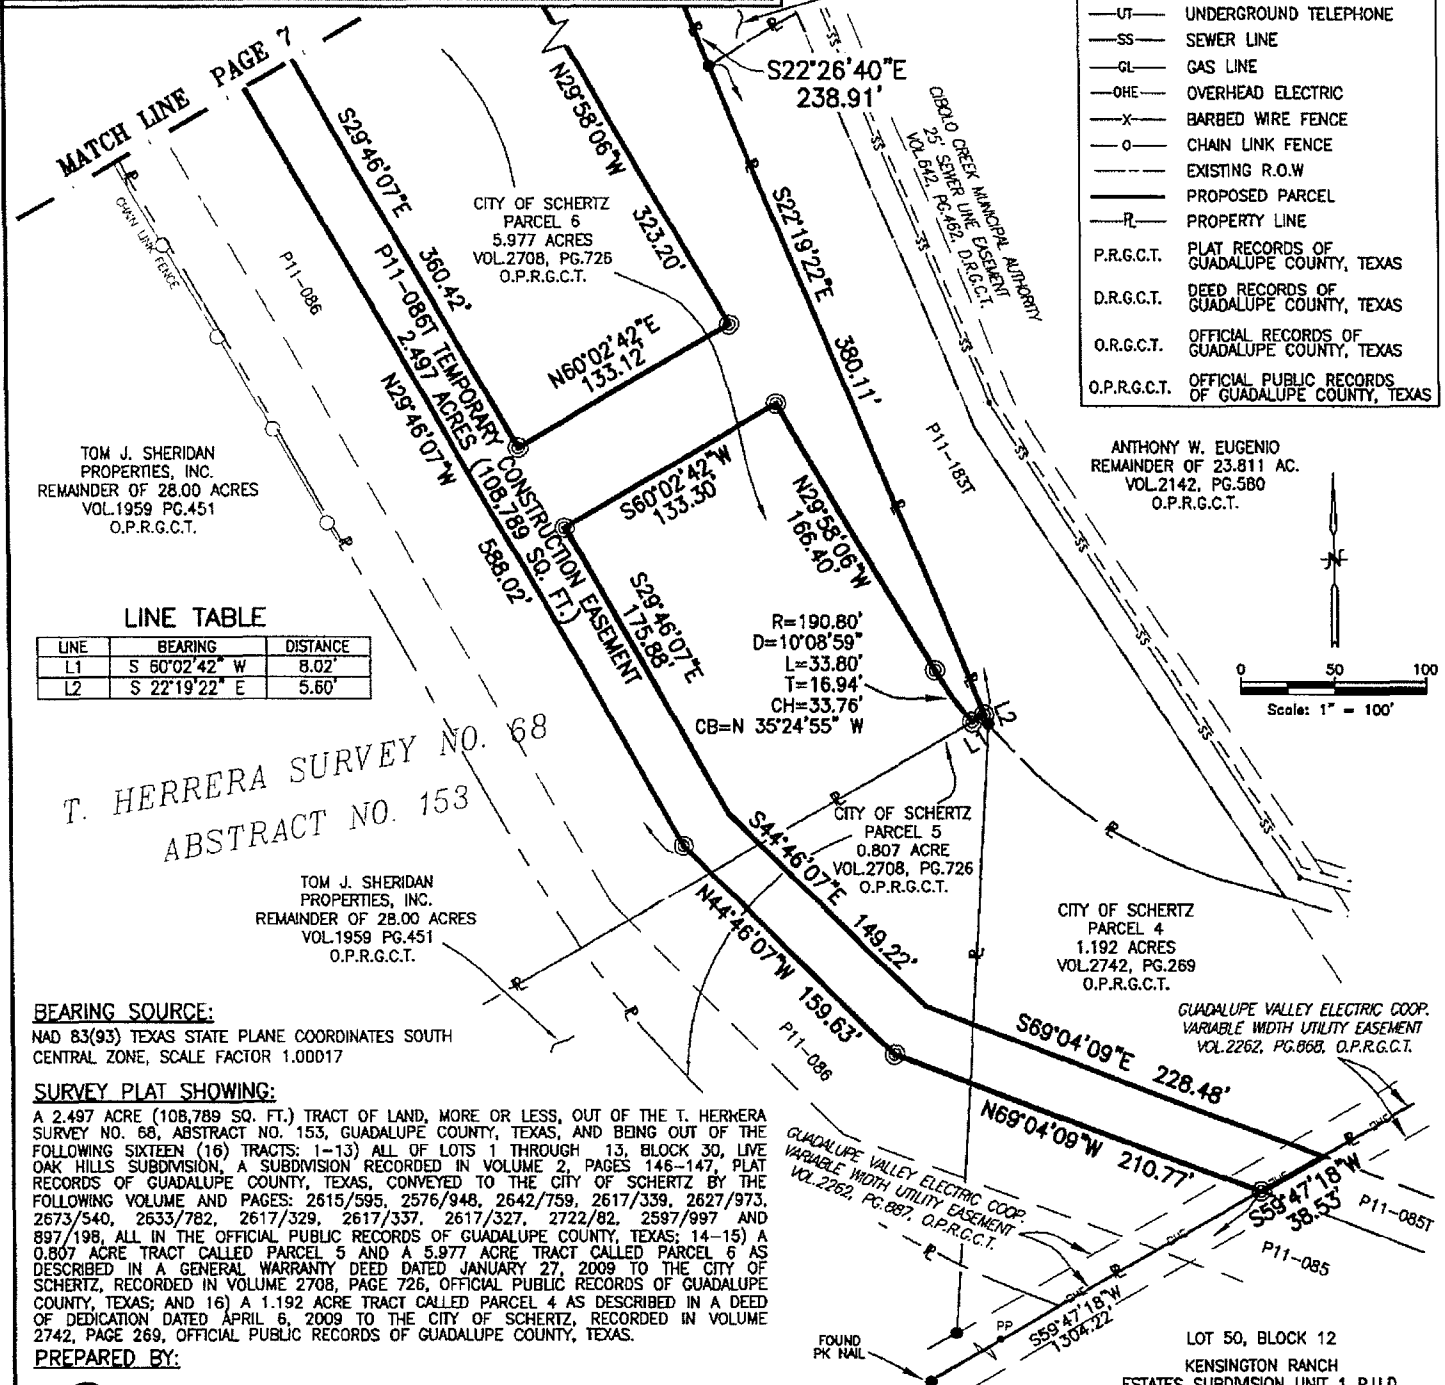 MATCH LINE PAGE 7
UT UNDERGROUND TELEPHONE
SS SEWER LINE
GL GAS LINE
OHE OVERHEAD ELECTRIC
X BARBED WIRE FENCE
O CHAIN LINK FENCE
EXISTING R.O.W
PROPOSED PARCEL
PL PROPERTY LINE
P.R.G.C.T. PLAT RECORDS OF
GUADALUPE COUNTY, TEXAS
D.R.G.C.T. DEED RECORDS OF
GUADALUPE COUNTY, TEXAS
O.R.G.C.T. OFFICIAL RECORDS OF
GUADALUPE COUNTY, TEXAS
O.P.R.G.C.T. OFFICIAL PUBLIC RECORDS
OF GUADALUPE COUNTY, TEXAS
S22°26'40"E
238.91'
N29°58'06"W
323.20'
S29°46'07"E
360.42'
CITY OF SCHERTZ
PARCEL 6
5.977 ACRES
VOL.2708, PG.726
O.P.R.G.C.T.
S22°19'22"E
380.11'
CIBOLO CREEK MUNICIPAL AUTHORITY
25' SEWER LINE EASEMENT
VOL.642, PG.462, D.R.G.C.T.
SS
SS
SS
SS
SS
SS
SS
CHAIN LINK FENCE
P11-086
P11-086T TEMPORARY CONSTRUCTION EASEMENT
2.497 ACRES (108,789 SQ. FT.)
N29°46'07"W
588.02'
N60°02'42"E
133.12'
S60°02'42"W
133.30'
N29°58'06"W
166.40'
P11-183T
ANTHONY W. EUGENIO
REMAINDER OF 23.811 AC.
VOL.2142, PG.580
O.P.R.G.C.T.
N
0 50 100
Scale: 1" = 100'
TOM J. SHERIDAN
PROPERTIES, INC.
REMAINDER OF 28.00 ACRES
VOL.1959 PG.451
O.P.R.G.C.T.
S29°46'07"E
175.88'
R=190.80'
D=10°08'59"
L=33.80'
T=16.94'
CH=33.76'
CB=N 35°24'55" W
L1
L2
LINE TABLE
LINE BEARING DISTANCE
L1 S 60°02'42" W 8.02'
L2 S 22°19'22" E 5.60'
T. HERRERA SURVEY NO. 68
ABSTRACT NO. 153
CITY OF SCHERTZ
PARCEL 5
0.807 ACRE
VOL.2708, PG.726
O.P.R.G.C.T.
S44°46'07"E 149.22'
N44°46'07"W 159.63'
TOM J. SHERIDAN
PROPERTIES, INC.
REMAINDER OF 28.00 ACRES
VOL.1959 PG.451
O.P.R.G.C.T.
CITY OF SCHERTZ
PARCEL 4
1.192 ACRES
VOL.2742, PG.269
O.P.R.G.C.T.
GUADALUPE VALLEY ELECTRIC COOP.
VARIABLE WIDTH UTILITY EASEMENT
VOL.2262, PG.868, O.P.R.G.C.T.
P11-086
S69°04'09"E 228.48'
N69°04'09"W 210.77'
GUADALUPE VALLEY ELECTRIC COOP.
VARIABLE WIDTH UTILITY EASEMENT
VOL.2262, PG.887, O.P.R.G.C.T.
OHE
OHE
OHE
OHE
S59°47'18"W
38.53'
P11-085T
P11-085
S59°47'18"W
1304.22'
PP
FOUND
PK NAIL
LOT 50, BLOCK 12
KENSINGTON RANCH
ESTATES SUBDIVISION UNIT 1 P.U.D.
BEARING SOURCE:
NAD 83(93) TEXAS STATE PLANE COORDINATES SOUTH
CENTRAL ZONE, SCALE FACTOR 1.00017
SURVEY PLAT SHOWING:
A 2.497 ACRE (108,789 SQ. FT.) TRACT OF LAND, MORE OR LESS, OUT OF THE T. HERRERA
SURVEY NO. 68, ABSTRACT NO. 153, GUADALUPE COUNTY, TEXAS, AND BEING OUT OF THE
FOLLOWING SIXTEEN (16) TRACTS: 1-13) ALL OF LOTS 1 THROUGH 13, BLOCK 30, LIVE
OAK HILLS SUBDIVISION, A SUBDIVISION RECORDED IN VOLUME 2, PAGES 146-147, PLAT
RECORDS OF GUADALUPE COUNTY, TEXAS, CONVEYED TO THE CITY OF SCHERTZ BY THE
FOLLOWING VOLUME AND PAGES: 2615/595, 2576/948, 2642/759, 2617/339, 2627/973,
2673/540, 2633/782, 2617/329, 2617/337, 2617/327, 2722/82, 2597/997 AND
897/198, ALL IN THE OFFICIAL PUBLIC RECORDS OF GUADALUPE COUNTY, TEXAS; 14-15) A
0.807 ACRE TRACT CALLED PARCEL 5 AND A 5.977 ACRE TRACT CALLED PARCEL 6 AS
DESCRIBED IN A GENERAL WARRANTY DEED DATED JANUARY 27, 2009 TO THE CITY OF
SCHERTZ, RECORDED IN VOLUME 2708, PAGE 726, OFFICIAL PUBLIC RECORDS OF GUADALUPE
COUNTY, TEXAS; AND 16) A 1.192 ACRE TRACT CALLED PARCEL 4 AS DESCRIBED IN A DEED
OF DEDICATION DATED APRIL 6, 2009 TO THE CITY OF SCHERTZ, RECORDED IN VOLUME
2742, PAGE 269, OFFICIAL PUBLIC RECORDS OF GUADALUPE COUNTY, TEXAS.
PREPARED BY: